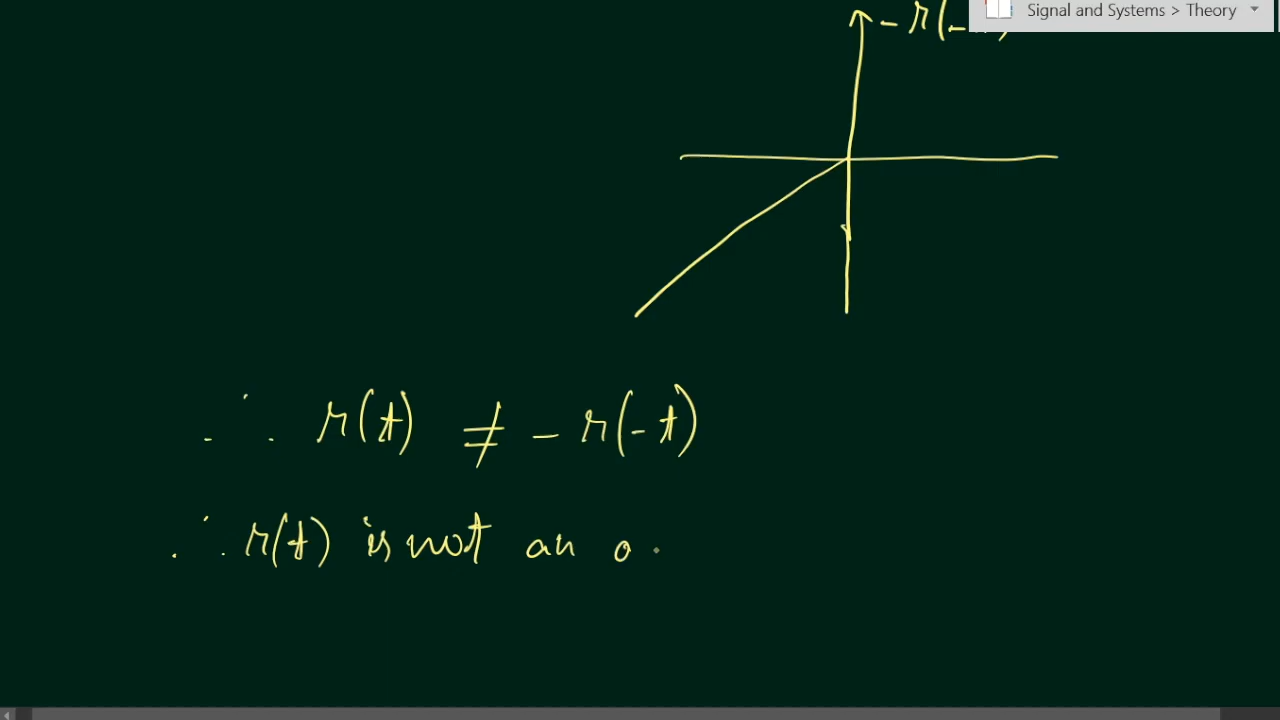 Signal and Systems > Theory
- r(-
∴ r(t) ≠ - r(-t)
∴ r(t) is not an o